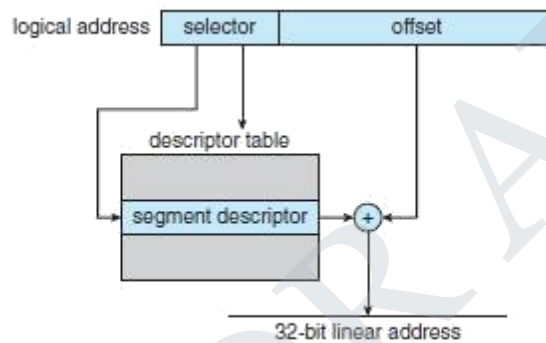 logical address selector offset
descriptor table
segment descriptor +
32-bit linear address